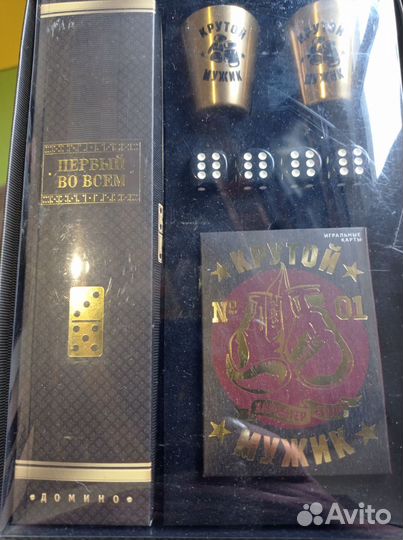 КРУТОЙ
МУЖИК
КРУТОЙ
МУЖИК
ПЕРВЫЙ
ВО ВСЕМ
ИГРАЛЬНЫЕ
КАРТЫ
КРУТОЙ
№ 01
МУЖИК
• ДОМИНО •
Avito